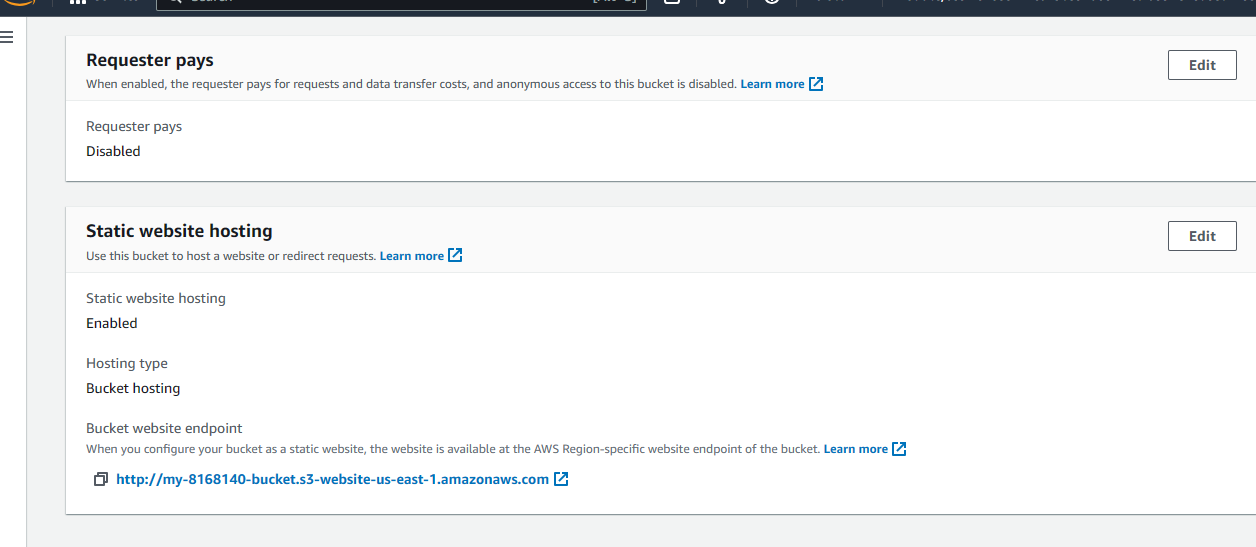 Requester pays
Edit
When enabled, the requester pays for requests and data transfer costs, and anonymous access to this bucket is disabled. Learn more
Requester pays
Disabled
Static website hosting
Edit
Use this bucket to host a website or redirect requests. Learn more
Static website hosting
Enabled
Hosting type
Bucket hosting
Bucket website endpoint
When you configure your bucket as a static website, the website is available at the AWS Region-specific website endpoint of the bucket. Learn more
http://my-8168140-bucket.s3-website-us-east-1.amazonaws.com